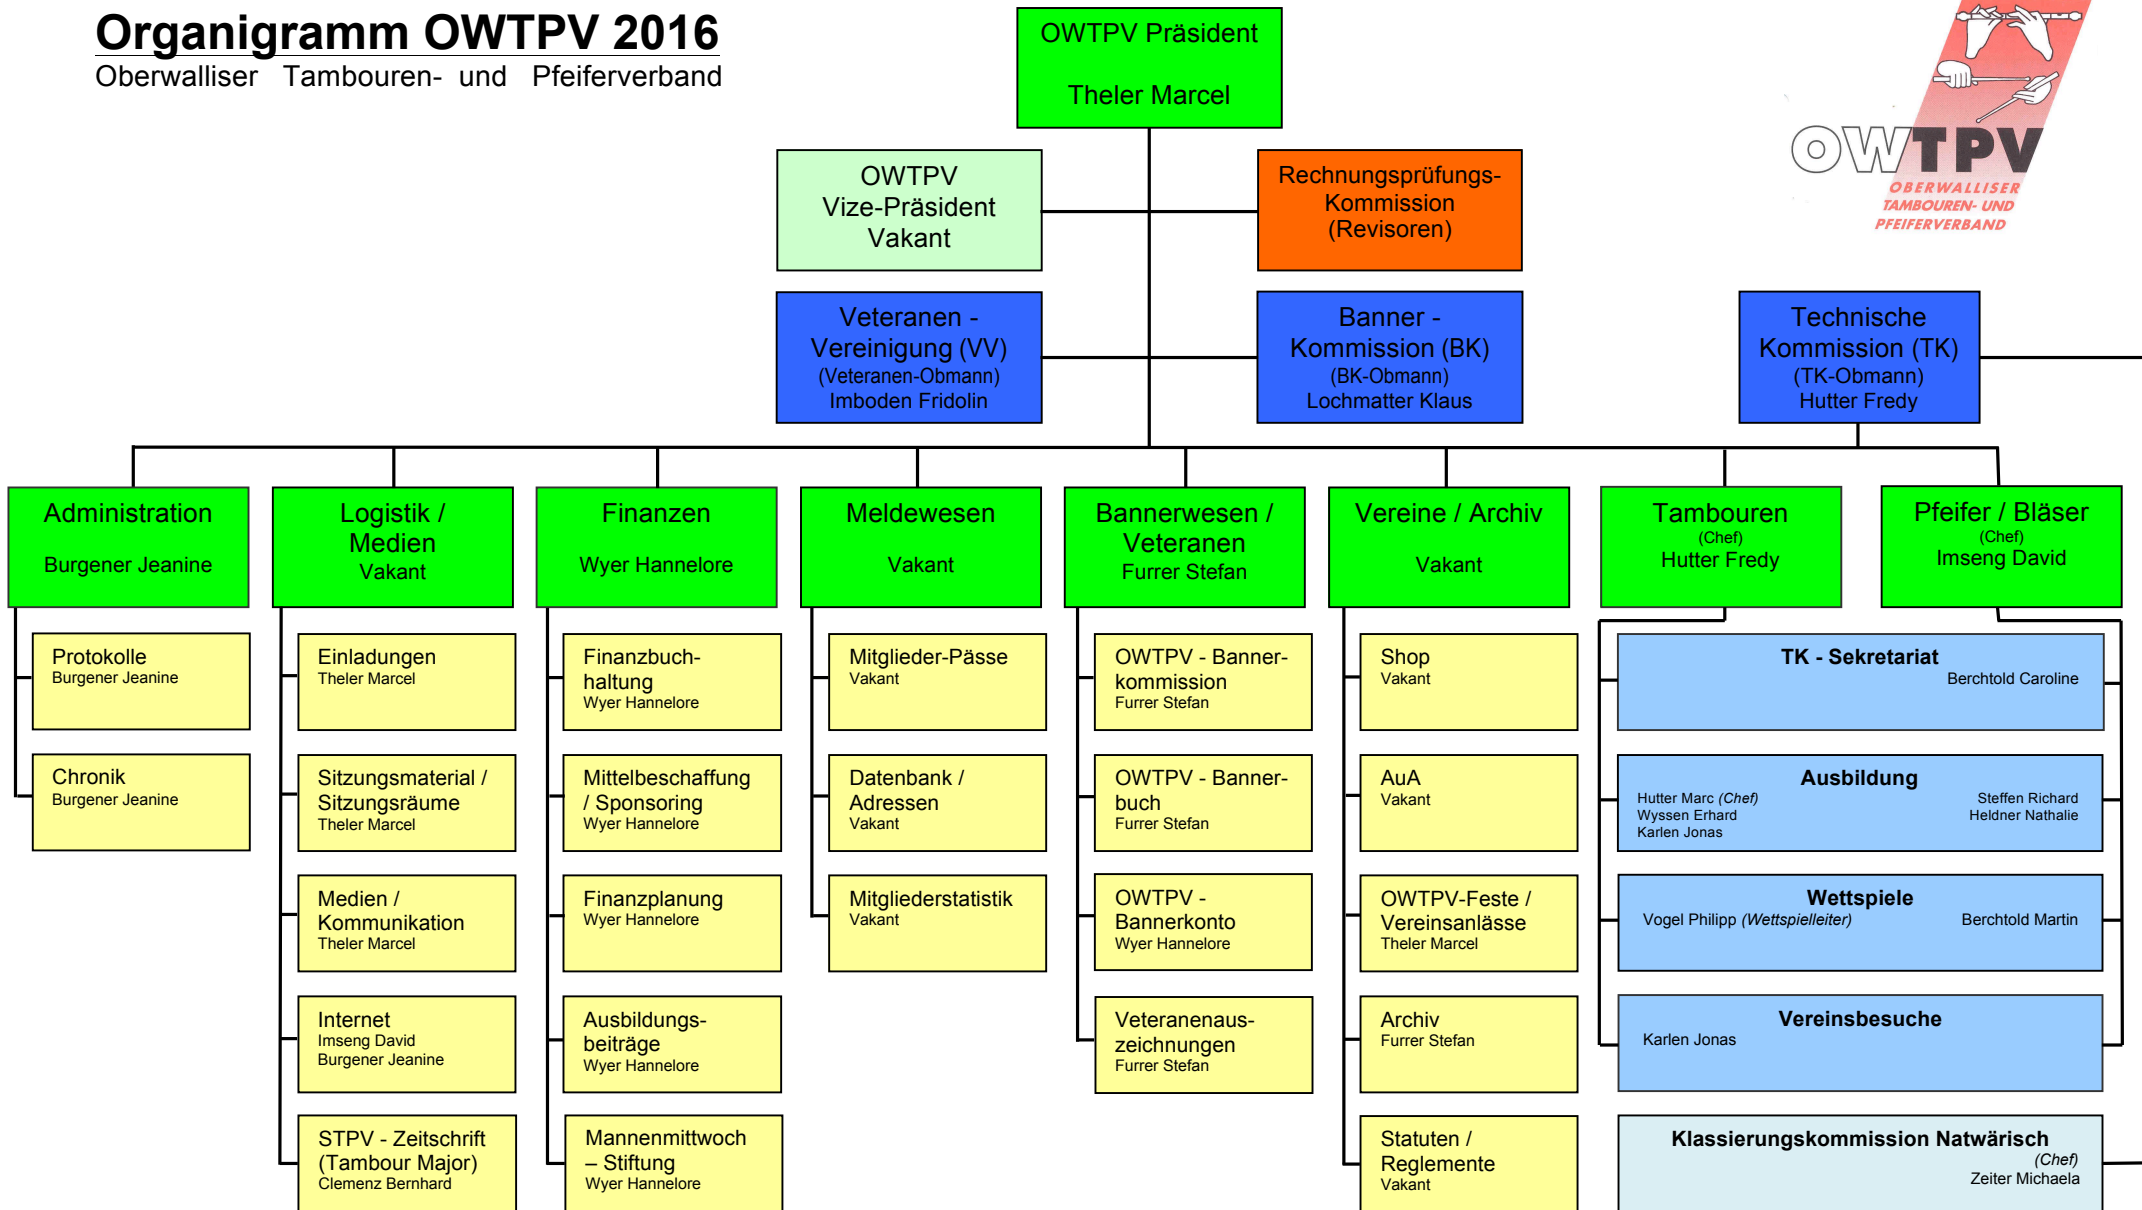 Organigramm OWTPV 2016
Oberwalliser Tambouren- und Pfeiferverband
OWTPV Präsident
Theler Marcel
OWTPV
OBERWALLISER
TAMBOUREN- UND
PFEIFERVERBAND
OWTPV
Vize-Präsident
Vakant
Rechnungsprüfungs-
Kommission
(Revisoren)
Veteranen -
Vereinigung (VV)
(Veteranen-Obmann)
Imboden Fridolin
Banner -
Kommission (BK)
(BK-Obmann)
Lochmatter Klaus
Technische
Kommission (TK)
(TK-Obmann)
Hutter Fredy
Administration
Burgener Jeanine
Logistik /
Medien
Vakant
Finanzen
Wyer Hannelore
Meldewesen
Vakant
Bannerwesen /
Veteranen
Furrer Stefan
Vereine / Archiv
Vakant
Tambouren
(Chef)
Hutter Fredy
Pfeifer / Bläser
(Chef)
Imseng David
Protokolle
Burgener Jeanine
Chronik
Burgener Jeanine
Einladungen
Theler Marcel
Sitzungsmaterial /
Sitzungsräume
Theler Marcel
Medien /
Kommunikation
Theler Marcel
Internet
Imseng David
Burgener Jeanine
STPV - Zeitschrift
(Tambour Major)
Clemenz Bernhard
Finanzbuch-
haltung
Wyer Hannelore
Mittelbeschaffung
/ Sponsoring
Wyer Hannelore
Finanzplanung
Wyer Hannelore
Ausbildungs-
beiträge
Wyer Hannelore
Mannenmittwoch
– Stiftung
Wyer Hannelore
Mitglieder-Pässe
Vakant
Datenbank /
Adressen
Vakant
Mitgliederstatistik
Vakant
OWTPV - Banner-
kommission
Furrer Stefan
OWTPV - Banner-
buch
Furrer Stefan
OWTPV -
Bannerkonto
Wyer Hannelore
Veteranenaus-
zeichnungen
Furrer Stefan
Shop
Vakant
AuA
Vakant
OWTPV-Feste /
Vereinsanlässe
Theler Marcel
Archiv
Furrer Stefan
Statuten /
Reglemente
Vakant
TK - Sekretariat
Berchtold Caroline
Ausbildung
Hutter Marc (Chef) Steffen Richard
Wyssen Erhard Heldner Nathalie
Karlen Jonas
Wettspiele
Vogel Philipp (Wettspielleiter) Berchtold Martin
Vereinsbesuche
Karlen Jonas
Klassierungskommission Natwärisch
(Chef)
Zeiter Michaela